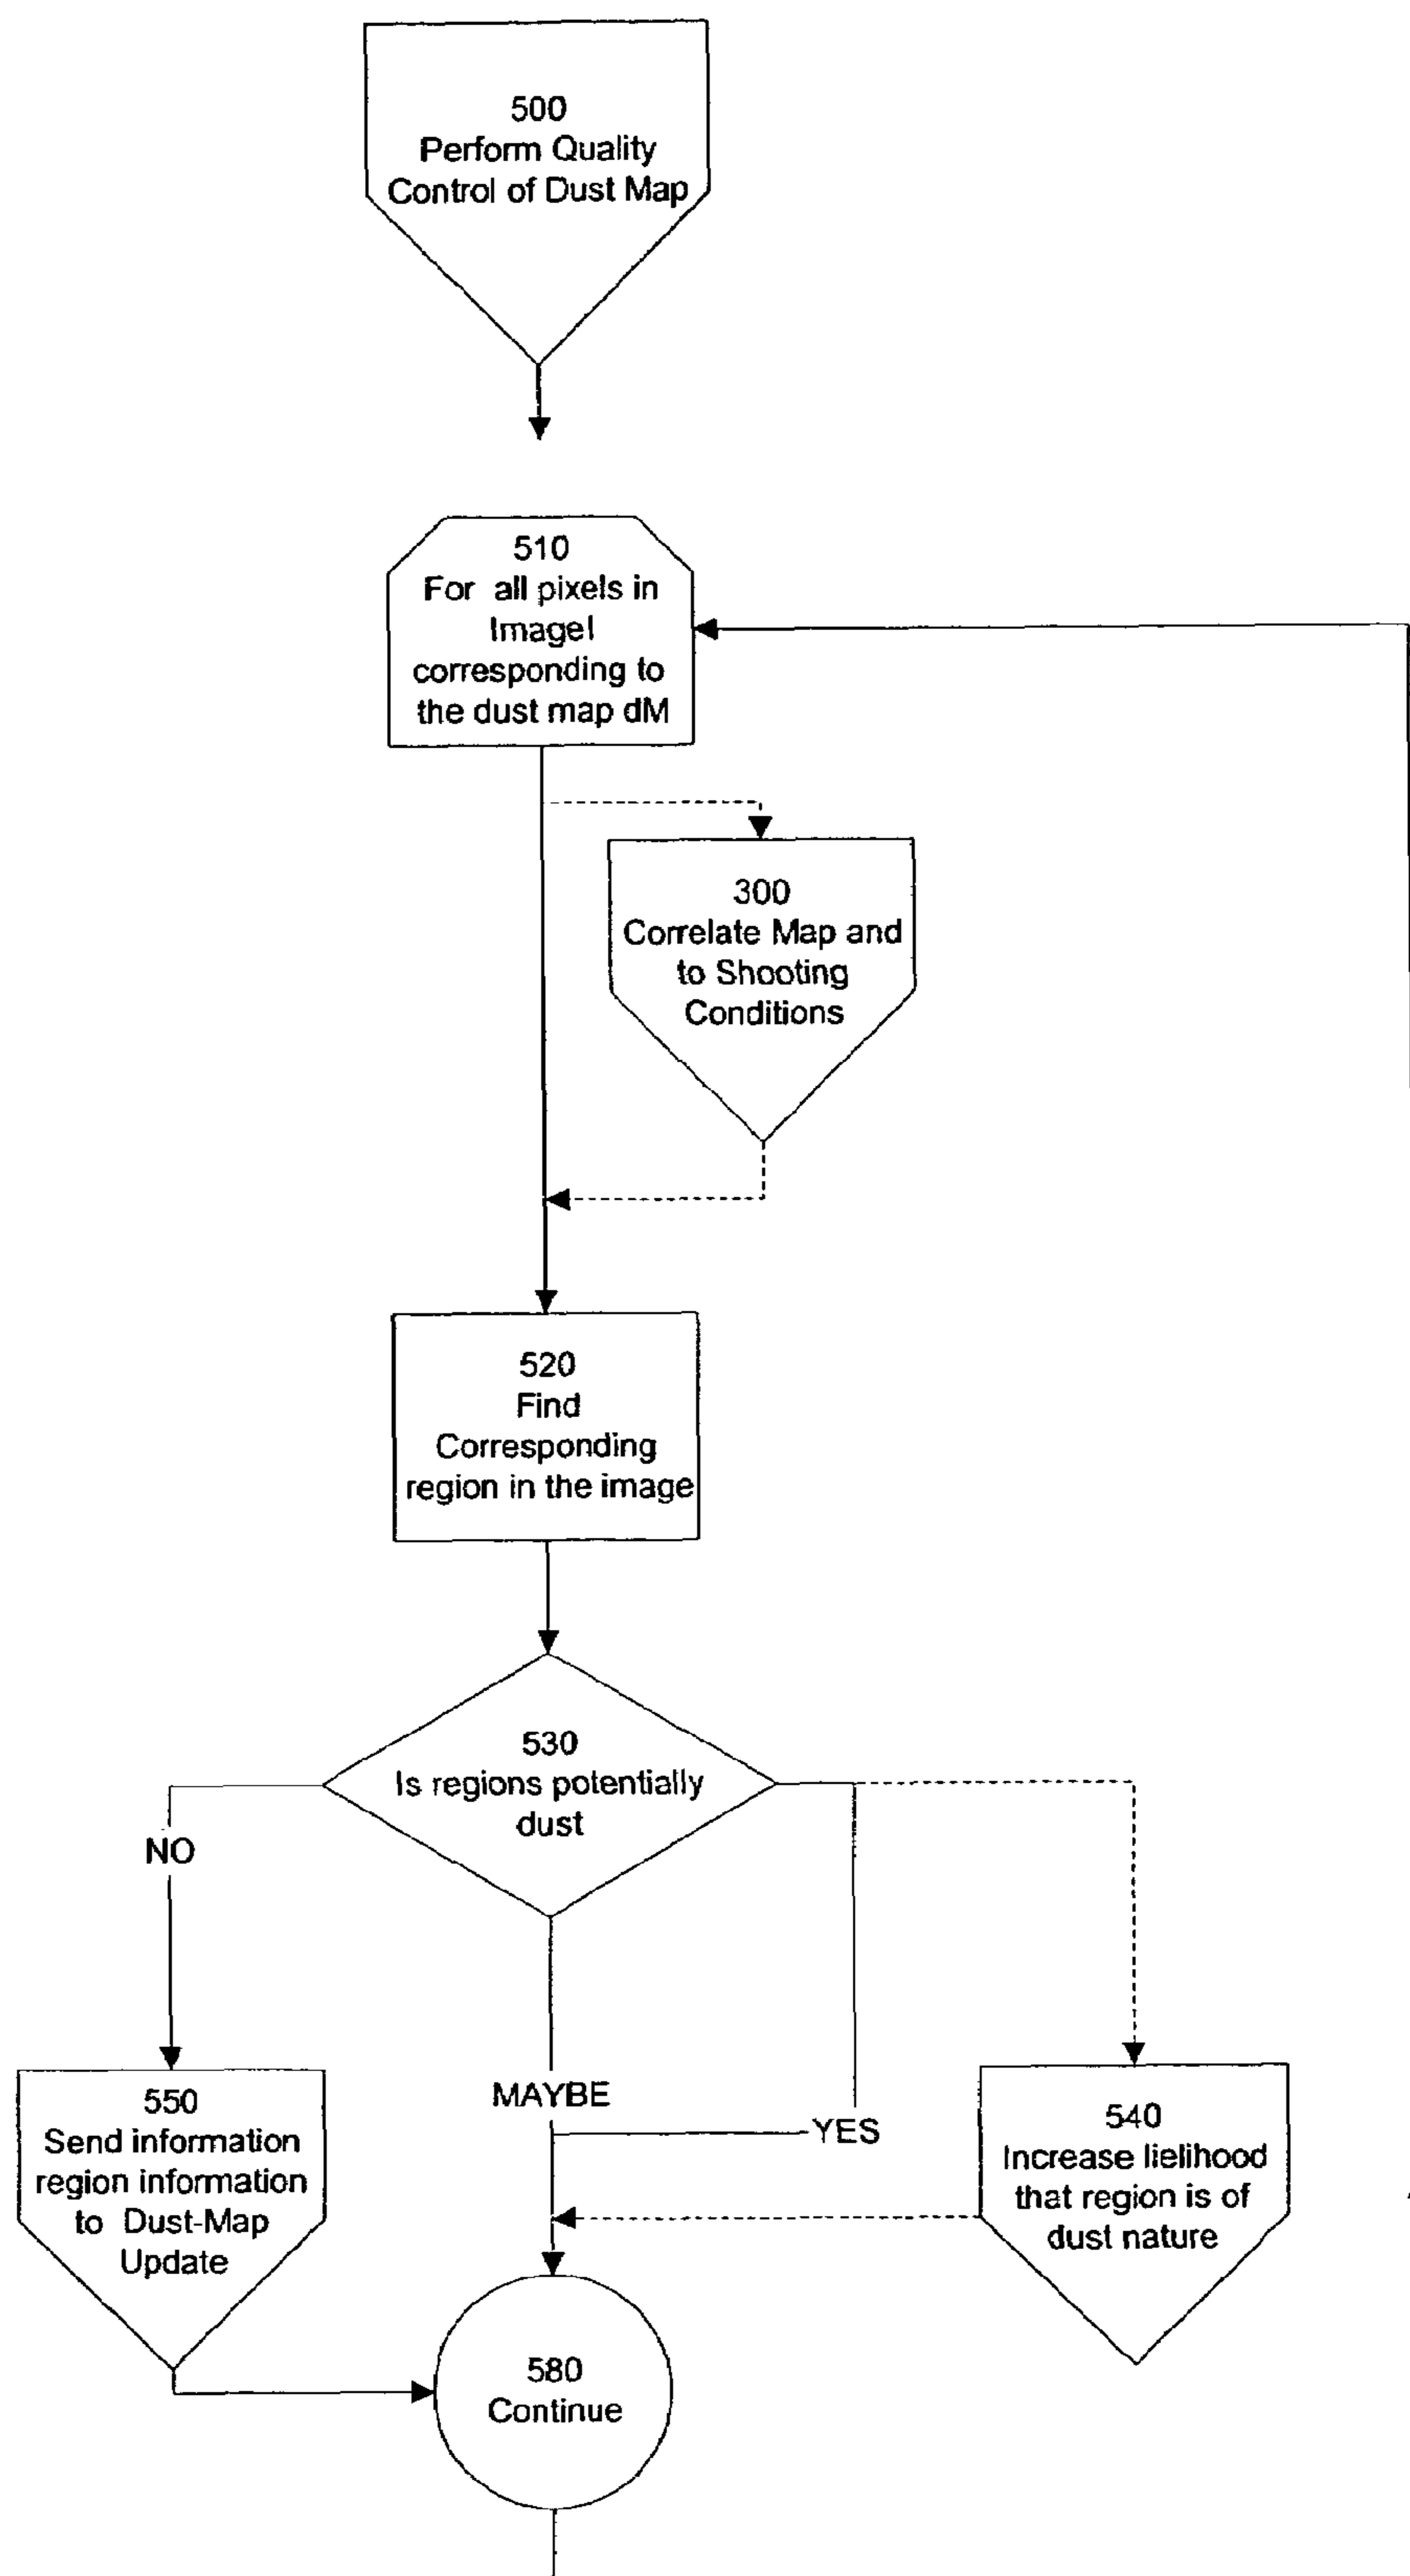 500
Perform Quality
Control of Dust Map
510
For all pixels in
ImageI
corresponding to
the dust map dM
300
Correlate Map and
to Shooting
Conditions
520
Find
Corresponding
region in the image
530
Is regions potentially
dust
NO
MAYBE
YES
550
Send information
region information
to Dust-Map
Update
540
Increase lielihood
that region is of
dust nature
580
Continue